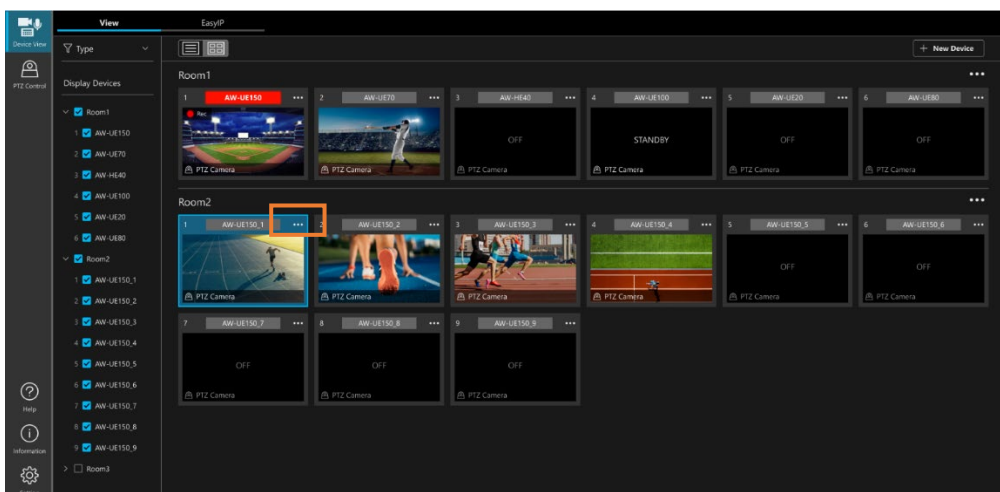 View
EasyIP
Device View
PTZ Control
Type
+ New Device
Display Devices
Room1
1 AW-UE150
2 AW-UE70
3 AW-HE40
4 AW-UE100
5 AW-UE20
6 AW-UE80
Room2
1 AW-UE150_1
2 AW-UE150_2
3 AW-UE150_3
4 AW-UE150_4
5 AW-UE150_5
6 AW-UE150_6
7 AW-UE150_7
8 AW-UE150_8
9 AW-UE150_9
Room3
Help
Information
Room1
1 AW-UE150 ••• 2 AW-UE70 ••• 3 AW-HE40 ••• 4 AW-UE100 ••• 5 AW-UE20 ••• 6 AW-UE80 •••
Rec
OFF STANDBY OFF OFF
PTZ Camera PTZ Camera PTZ Camera PTZ Camera PTZ Camera PTZ Camera
Room2
1 AW-UE150_1 ••• 2 AW-UE150_2 ••• 3 AW-UE150_3 ••• 4 AW-UE150_4 ••• 5 AW-UE150_5 ••• 6 AW-UE150_6 •••
OFF OFF
PTZ Camera PTZ Camera PTZ Camera PTZ Camera PTZ Camera PTZ Camera
7 AW-UE150_7 ••• 8 AW-UE150_8 ••• 9 AW-UE150_9 •••
OFF OFF OFF
PTZ Camera PTZ Camera PTZ Camera